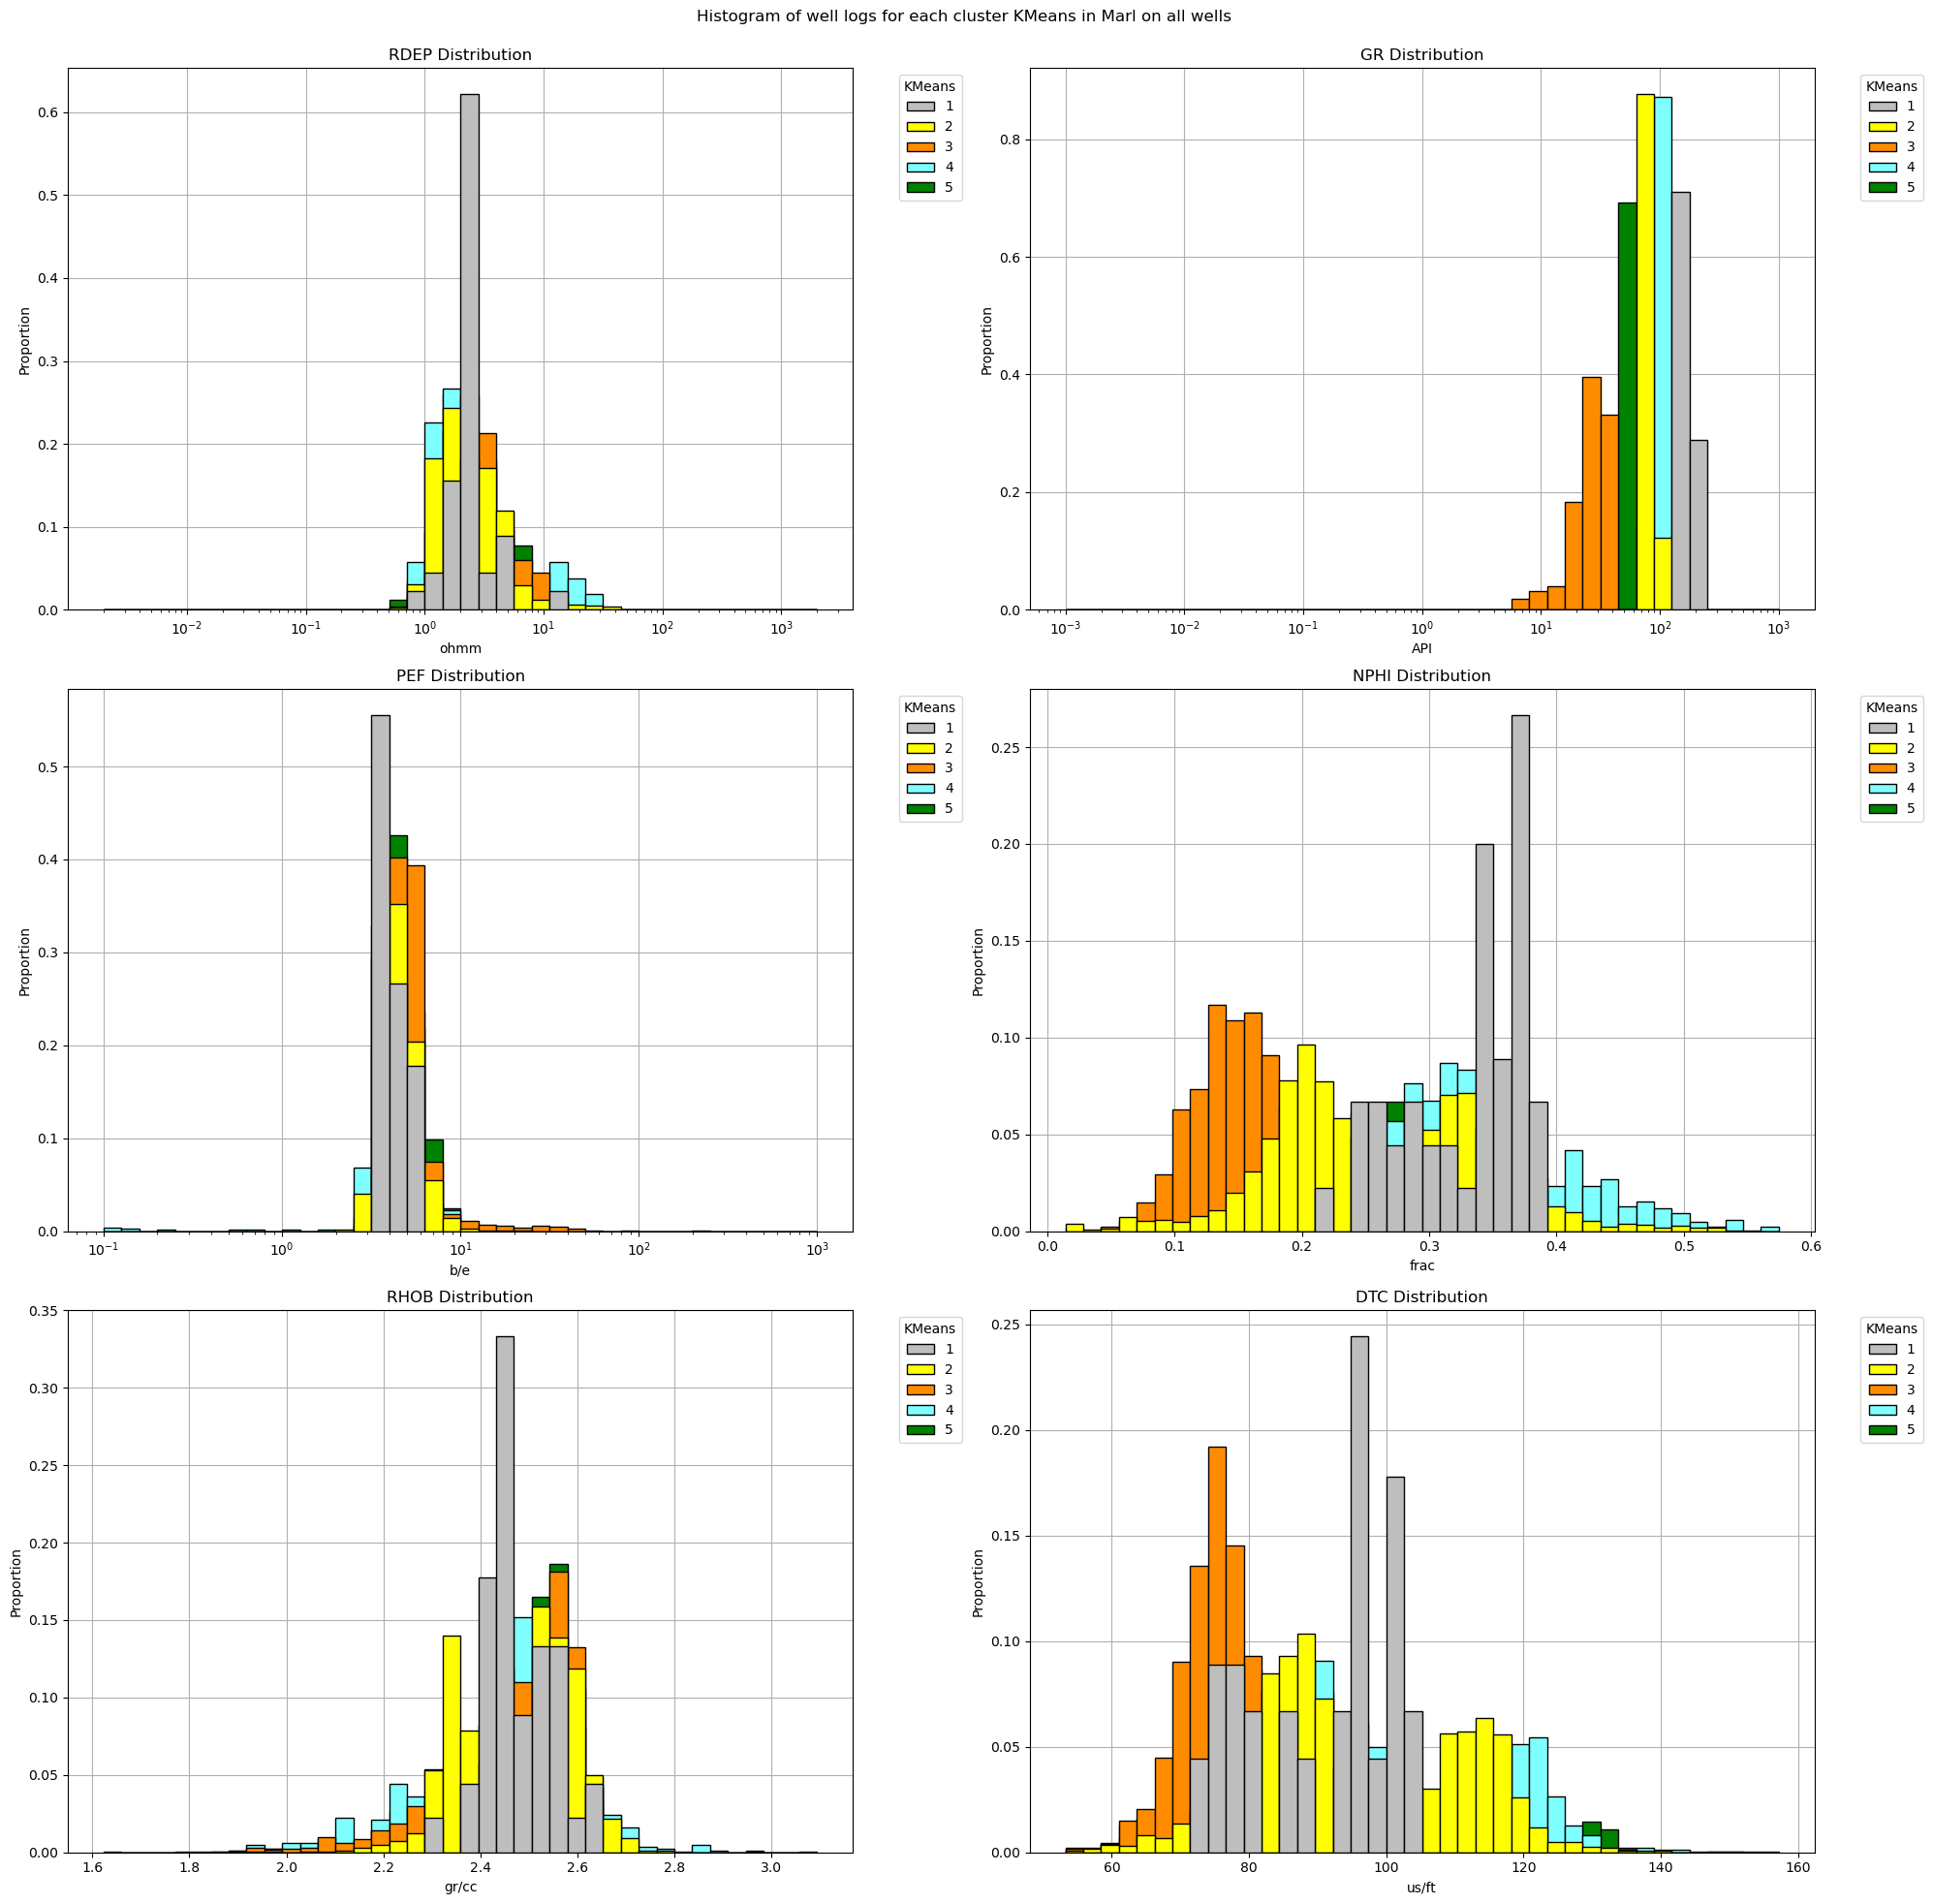 Histogram of well logs for each cluster KMeans in Marl on all wells
RDEP Distribution
Proportion
0.6
0.5
0.4
0.3
0.2
0.1
0.0
10⁻² 10⁻¹ 10⁰ 10¹ 10² 10³
ohmm
KMeans
1
2
3
4
5
GR Distribution
Proportion
0.8
0.6
0.4
0.2
0.0
10⁻³ 10⁻² 10⁻¹ 10⁰ 10¹ 10² 10³
API
KMeans
1
2
3
4
5
PEF Distribution
Proportion
0.5
0.4
0.3
0.2
0.1
0.0
10⁻¹ 10⁰ 10¹ 10² 10³
b/e
KMeans
1
2
3
4
5
NPHI Distribution
Proportion
0.25
0.20
0.15
0.10
0.05
0.00
0.0 0.1 0.2 0.3 0.4 0.5 0.6
frac
KMeans
1
2
3
4
5
RHOB Distribution
Proportion
0.35
0.30
0.25
0.20
0.15
0.10
0.05
0.00
1.6 1.8 2.0 2.2 2.4 2.6 2.8 3.0
gr/cc
KMeans
1
2
3
4
5
DTC Distribution
Proportion
0.25
0.20
0.15
0.10
0.05
0.00
60 80 100 120 140 160
us/ft
KMeans
1
2
3
4
5